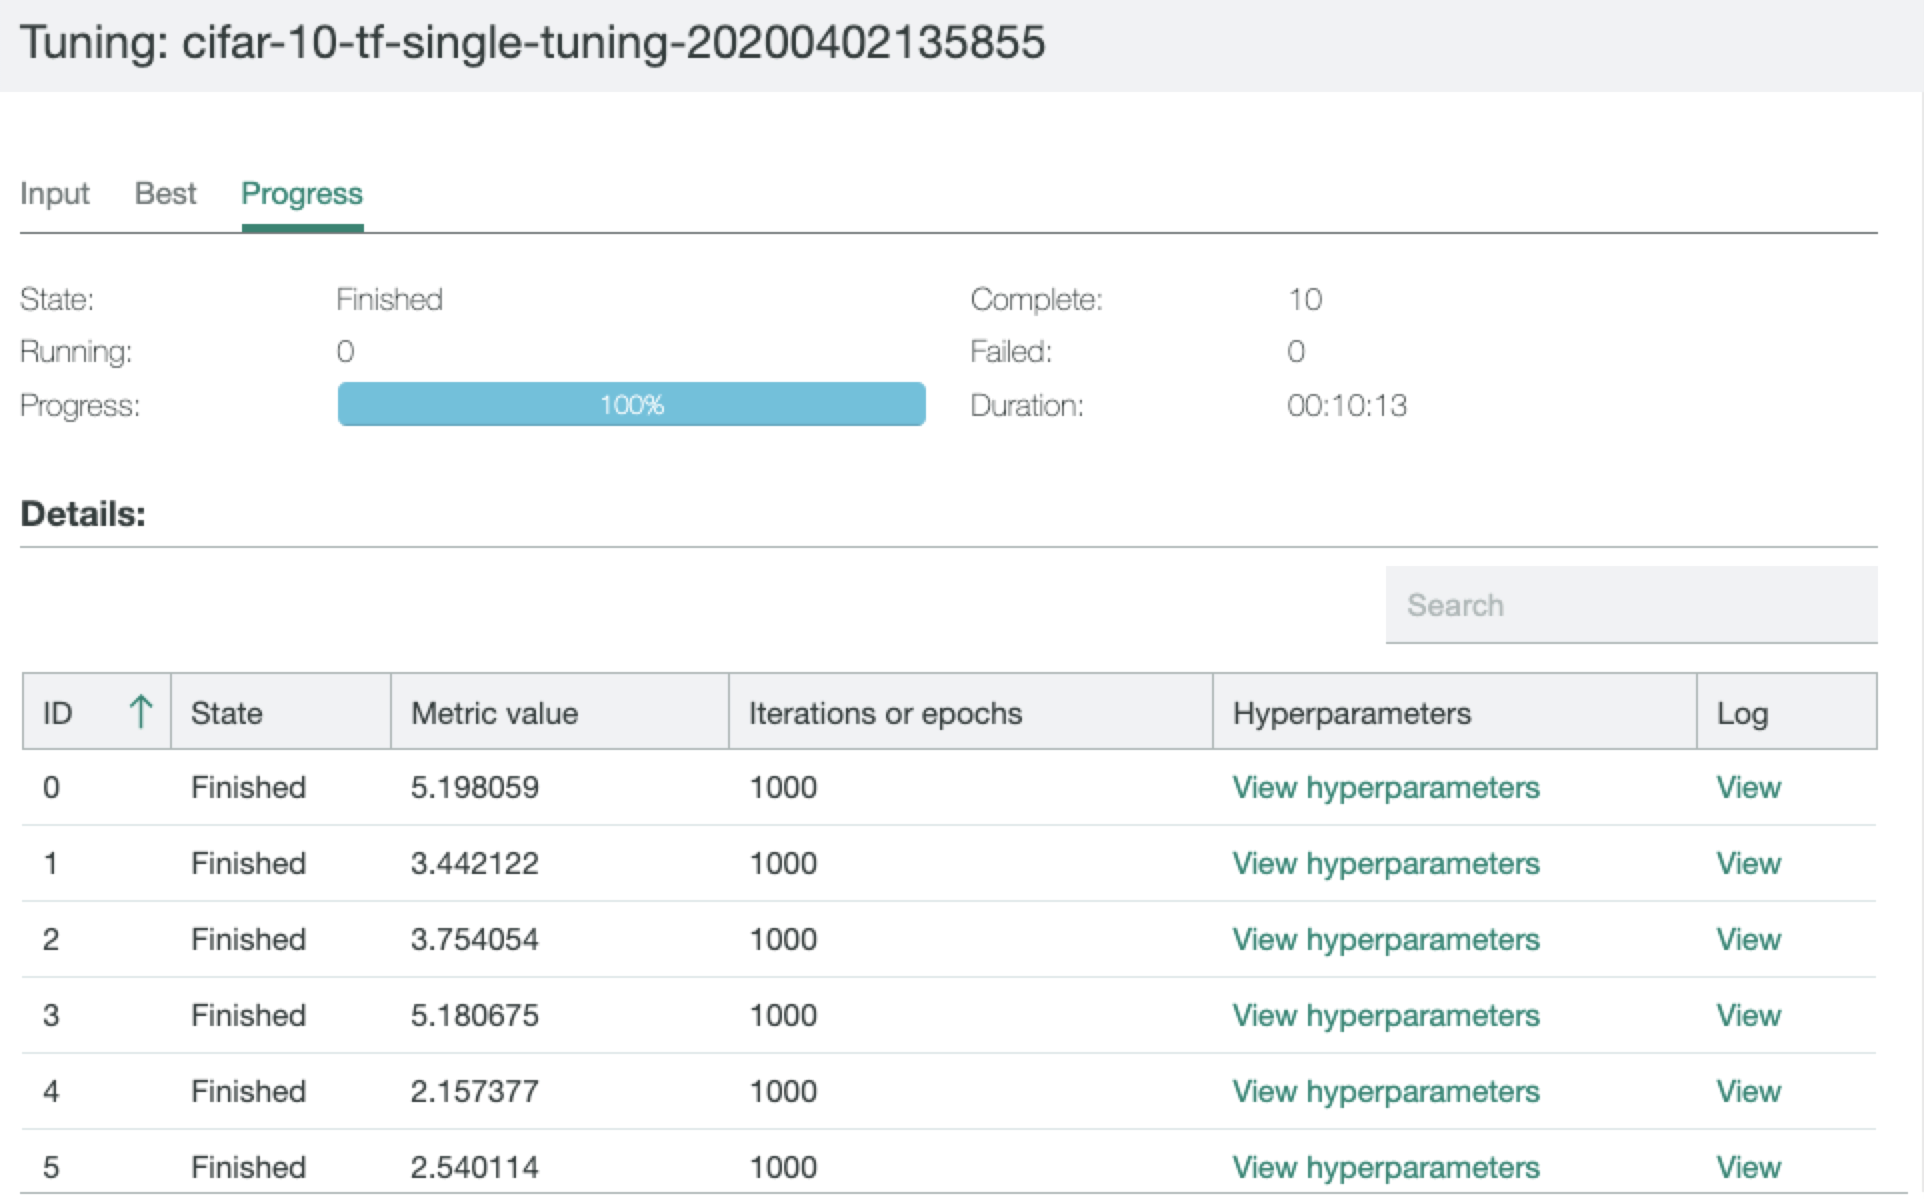 Tuning: cifar-10-tf-single-tuning-20200402135855
Input Best Progress
State: Finished Complete: 10
Running: 0 Failed: 0
Progress: 100% Duration: 00:10:13
Details:
Search
ID ↑ State Metric value Iterations or epochs Hyperparameters Log
0 Finished 5.198059 1000 View hyperparameters View
1 Finished 3.442122 1000 View hyperparameters View
2 Finished 3.754054 1000 View hyperparameters View
3 Finished 5.180675 1000 View hyperparameters View
4 Finished 2.157377 1000 View hyperparameters View
5 Finished 2.540114 1000 View hyperparameters View